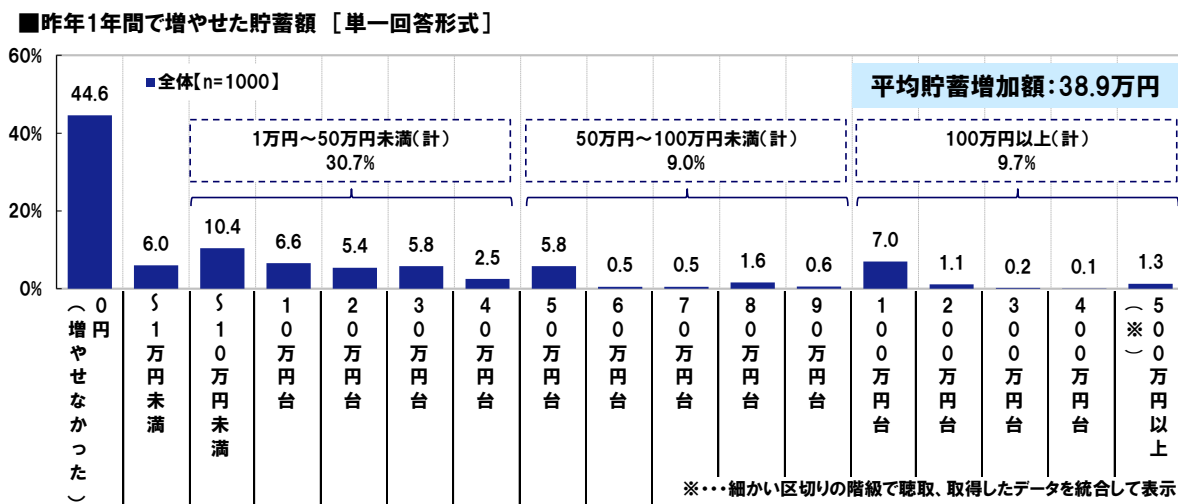 ■昨年1年間で増やせた貯蓄額 ［単一回答形式］
60%
40%
20%
0%
■全体【n=1000】
平均貯蓄増加額：38.9万円
1万円～50万円未満（計）
30.7%
50万円～100万円未満（計）
9.0%
100万円以上（計）
9.7%
44.6
6.0
10.4
6.6
5.4
5.8
2.5
5.8
0.5
0.5
1.6
0.6
7.0
1.1
0.2
0.1
1.3
0円
（増やせなかった）
～1万円未満
～10万円未満
10万円台
20万円台
30万円台
40万円台
50万円台
60万円台
70万円台
80万円台
90万円台
100万円台
200万円台
300万円台
400万円台
500万円以上
（※）
※・・・細かい区切りの階級で聴取、取得したデータを統合して表示